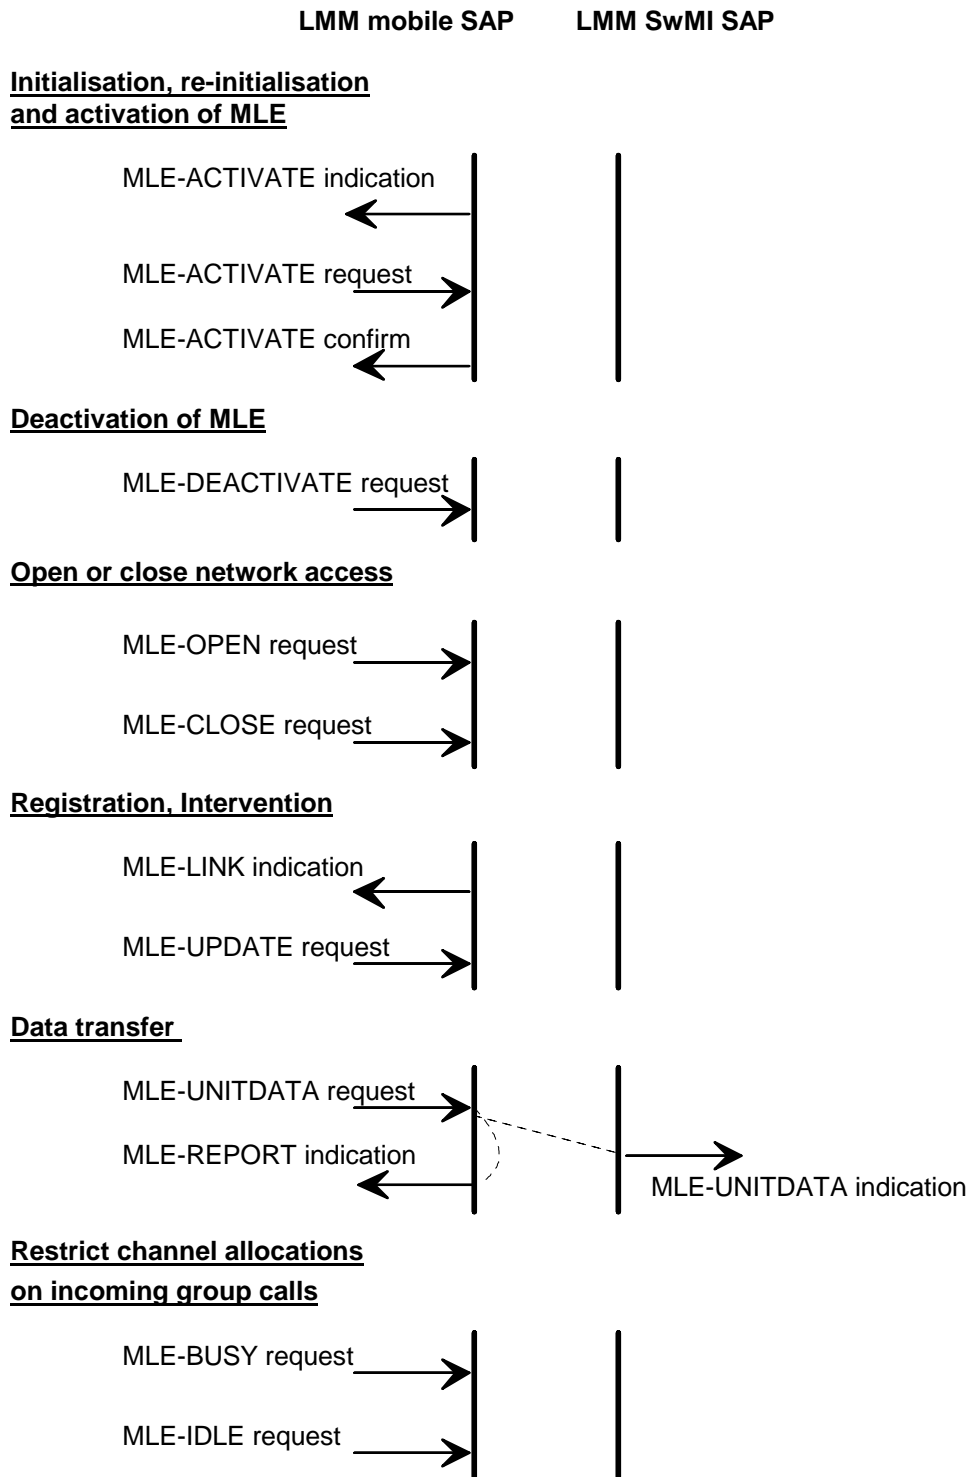 LMM mobile SAP LMM SwMI SAP
Initialisation, re-initialisation
and activation of MLE
MLE-ACTIVATE indication
MLE-ACTIVATE request
MLE-ACTIVATE confirm
Deactivation of MLE
MLE-DEACTIVATE request
Open or close network access
MLE-OPEN request
MLE-CLOSE request
Registration, Intervention
MLE-LINK indication
MLE-UPDATE request
Data transfer
MLE-UNITDATA request
MLE-REPORT indication
MLE-UNITDATA indication
Restrict channel allocations
on incoming group calls
MLE-BUSY request
MLE-IDLE request